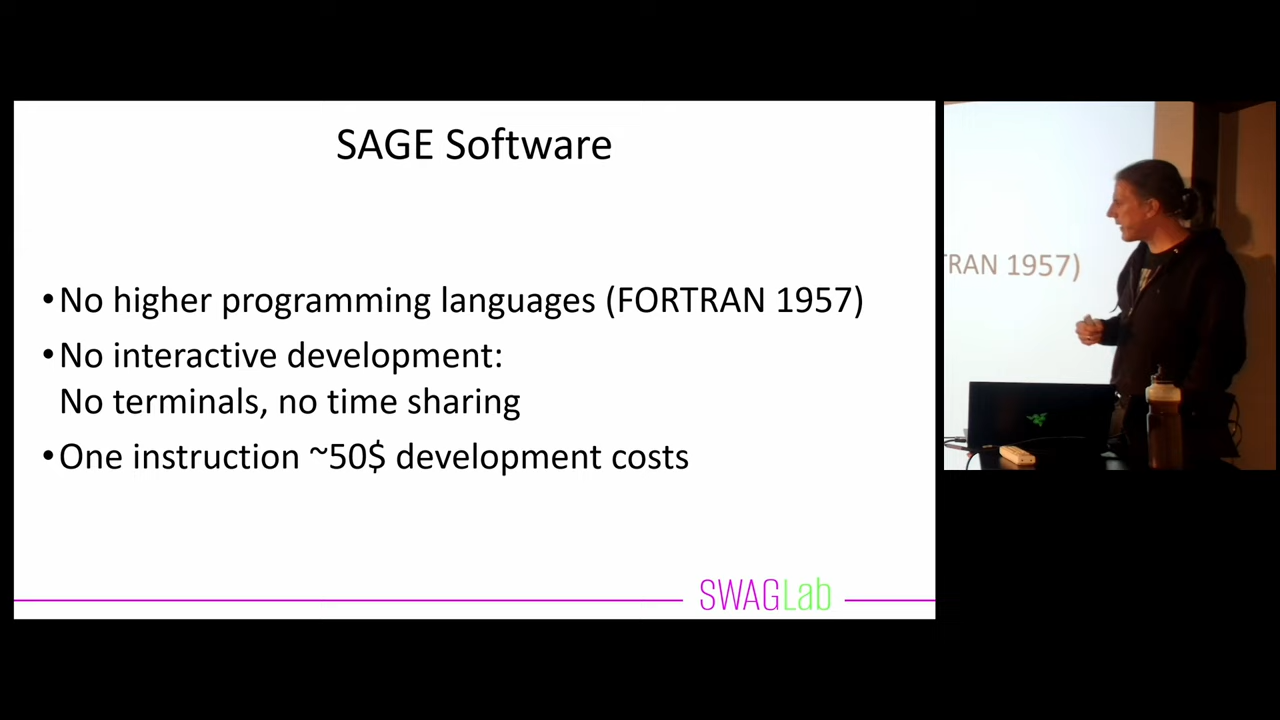 SAGE Software
•No higher programming languages (FORTRAN 1957)
•No interactive development:
No terminals, no time sharing
•One instruction ~50$ development costs
SWAGLab
TRAN 1957)